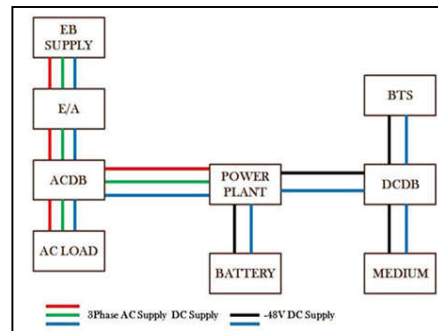 EB
SUPPLY
E/A
ACDB
AC LOAD
POWER
PLANT
BATTERY
BTS
DCDB
MEDIUM
3Phase AC Supply DC Supply
-48V DC Supply